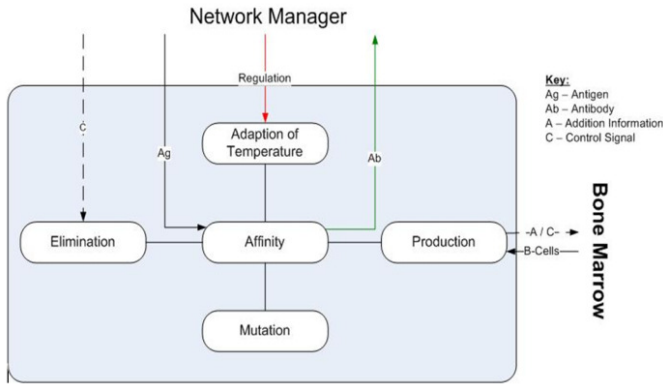 Network Manager
Regulation
Key:
Ag – Antigen
Ab – Antibody
A – Addition Information
C – Control Signal
C
Ag
Adaption of
Temperature
Ab
Elimination
Affinity
Production
-A / C-
B-Cells
Bone Marrow
Mutation